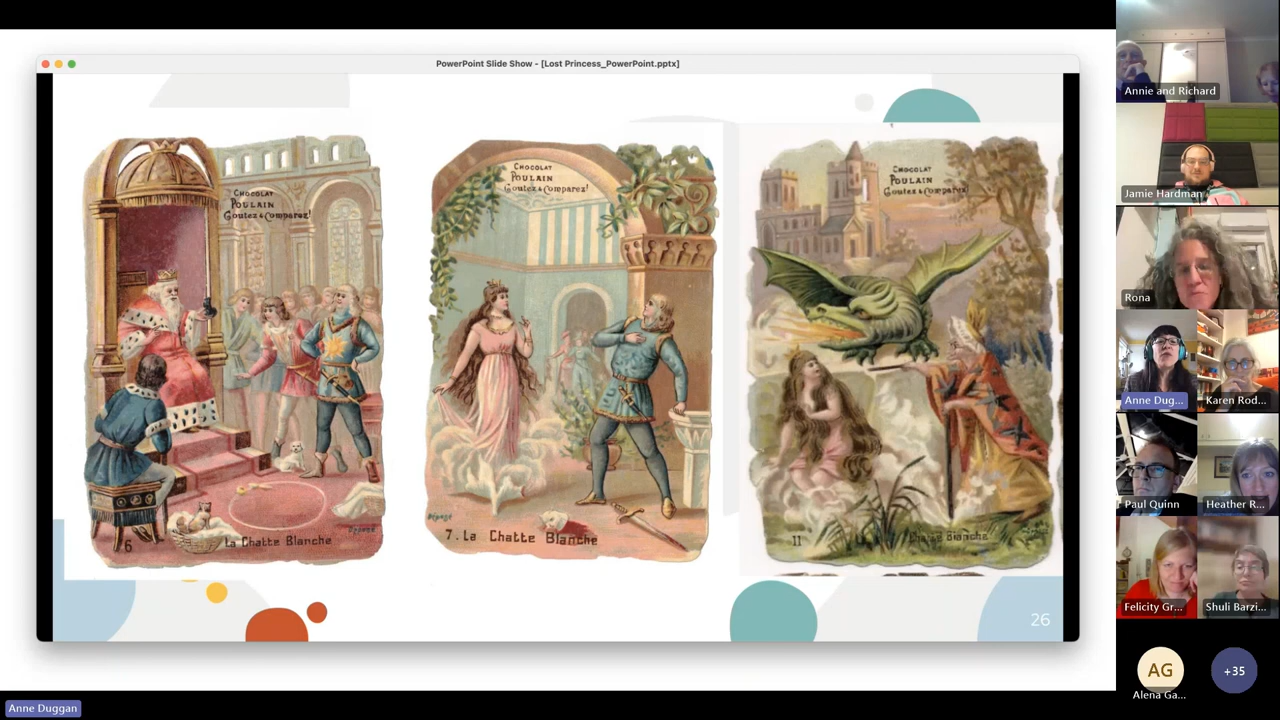 PowerPoint Slide Show - [Lost Princess_PowerPoint.pptx]
CHOCOLAT
POULAIN
Goutez & Comparez!
6
La Chatte Blanche
DÉPOSÉ
CHOCOLAT
POULAIN
Goutez & Comparez!
Déposé
7. La Chatte Blanche
CHOCOLAT
POULAIN
Goutez & Comparez!
11
Chatte Blanche
26
Annie and Richard
Jamie Hardman
Rona
Anne Dug...
Karen Rod...
Paul Quinn
Heather R...
Felicity Gr...
Shuli Barzi...
AG
Alena Ga...
+35
Anne Duggan